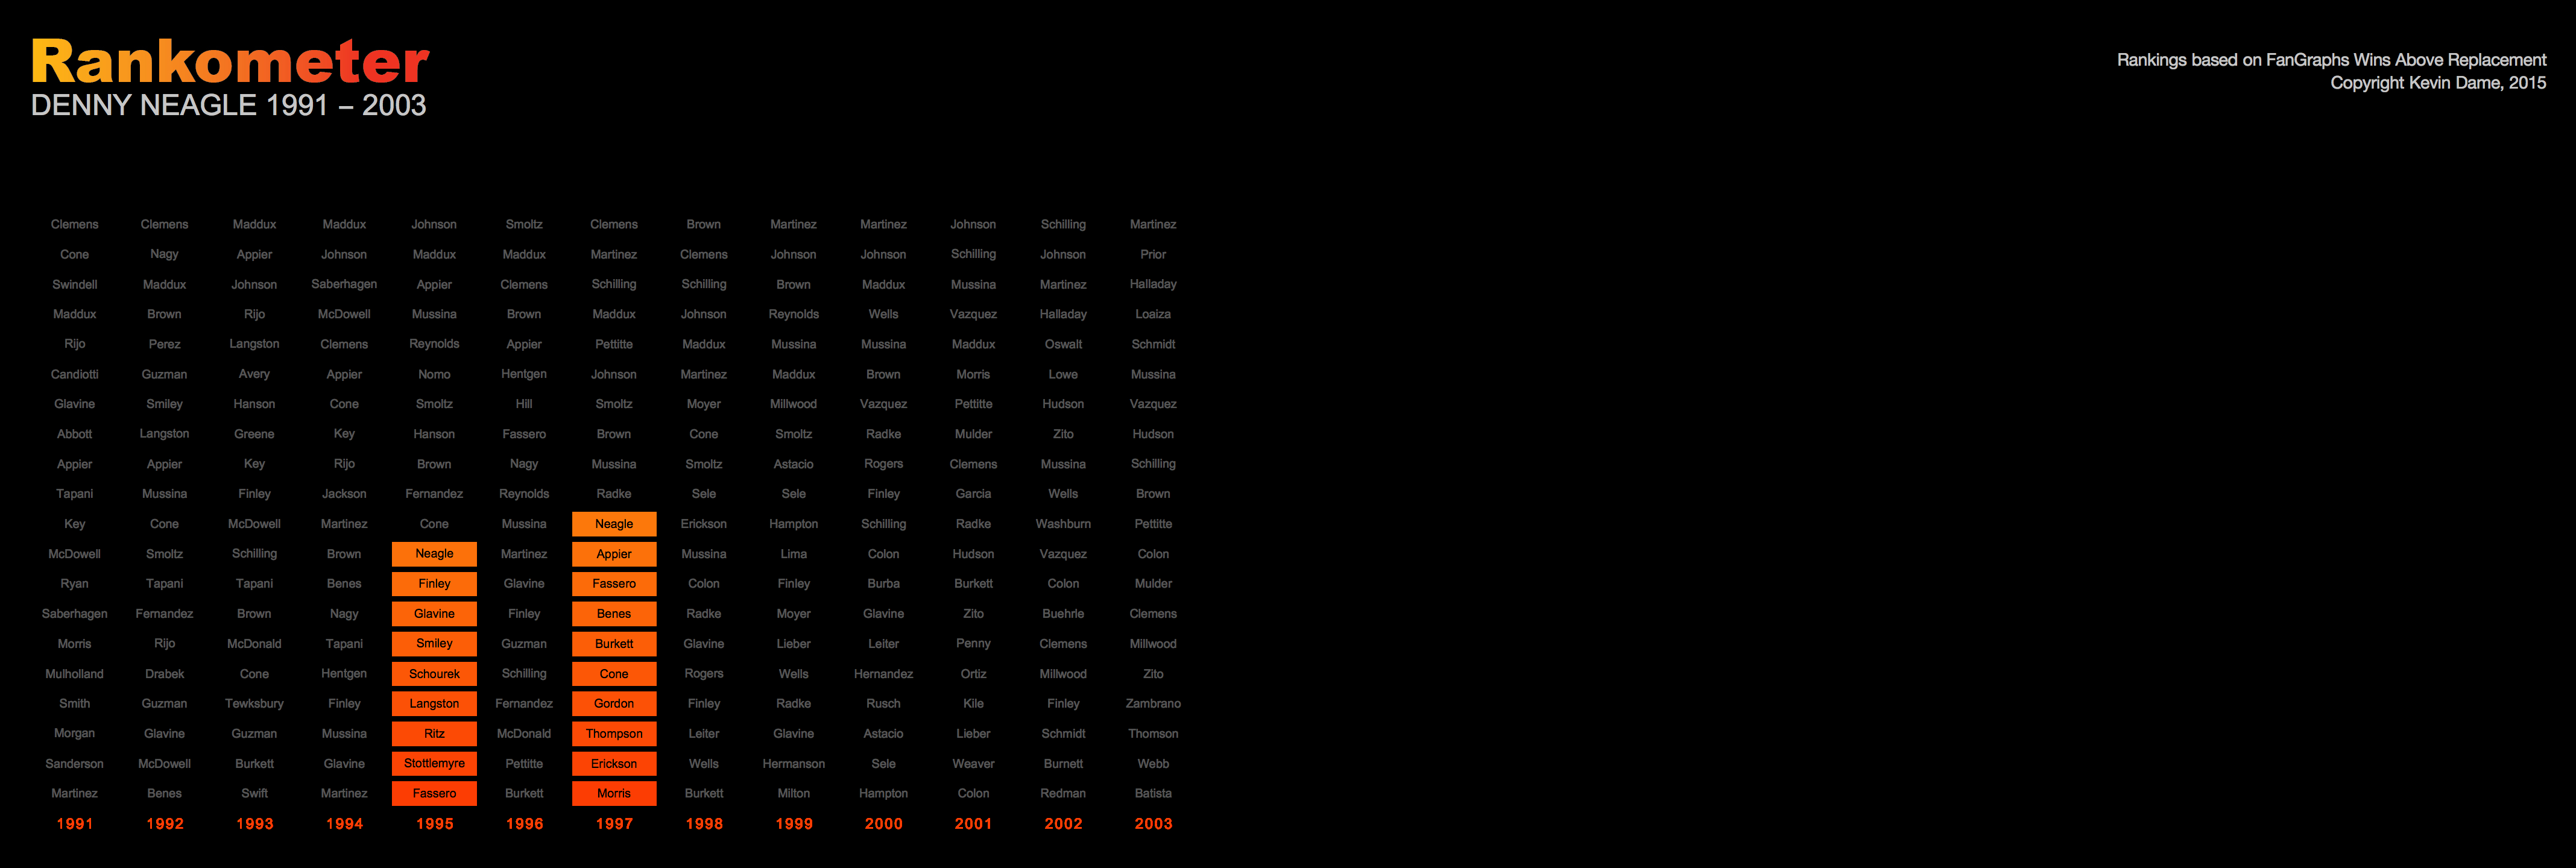 Rankometer
DENNY NEAGLE 1991 – 2003
Rankings based on FanGraphs Wins Above Replacement
Copyright Kevin Dame, 2015
Clemens Clemens Maddux Maddux Johnson Smoltz Clemens Brown Martinez Martinez Johnson Schilling Martinez
Cone Nagy Appier Johnson Maddux Maddux Martinez Clemens Johnson Johnson Schilling Johnson Prior
Swindell Maddux Johnson Saberhagen Appier Clemens Schilling Schilling Brown Maddux Mussina Martinez Halladay
Maddux Brown Rijo McDowell Mussina Brown Maddux Johnson Reynolds Wells Vazquez Halladay Loaiza
Rijo Perez Langston Clemens Reynolds Appier Pettitte Maddux Mussina Mussina Maddux Oswalt Schmidt
Candiotti Guzman Avery Appier Nomo Hentgen Johnson Martinez Maddux Brown Morris Lowe Mussina
Glavine Smiley Hanson Cone Smoltz Hill Smoltz Moyer Millwood Vazquez Pettitte Hudson Vazquez
Abbott Langston Greene Key Hanson Fassero Brown Cone Smoltz Radke Mulder Zito Hudson
Appier Appier Key Rijo Brown Nagy Mussina Smoltz Astacio Rogers Clemens Mussina Schilling
Tapani Mussina Finley Jackson Fernandez Reynolds Radke Sele Sele Finley Garcia Wells Brown
Key Cone McDowell Martinez Cone Mussina Neagle Erickson Hampton Schilling Radke Washburn Pettitte
McDowell Smoltz Schilling Brown Neagle Martinez Appier Mussina Lima Colon Hudson Vazquez Colon
Ryan Tapani Tapani Benes Finley Glavine Fassero Colon Finley Burba Burkett Colon Mulder
Saberhagen Fernandez Brown Nagy Glavine Finley Benes Radke Moyer Glavine Zito Buehrle Clemens
Morris Rijo McDonald Tapani Smiley Guzman Burkett Glavine Lieber Leiter Penny Clemens Millwood
Mulholland Drabek Cone Hentgen Schourek Schilling Cone Rogers Wells Hernandez Ortiz Millwood Zito
Smith Guzman Tewksbury Finley Langston Fernandez Gordon Finley Radke Rusch Kile Finley Zambrano
Morgan Glavine Guzman Mussina Ritz McDonald Thompson Leiter Glavine Astacio Lieber Schmidt Thomson
Sanderson McDowell Burkett Glavine Stottlemyre Pettitte Erickson Wells Hermanson Sele Weaver Burnett Webb
Martinez Benes Swift Martinez Fassero Burkett Morris Burkett Milton Hampton Colon Redman Batista
1991 1992 1993 1994 1995 1996 1997 1998 1999 2000 2001 2002 2003